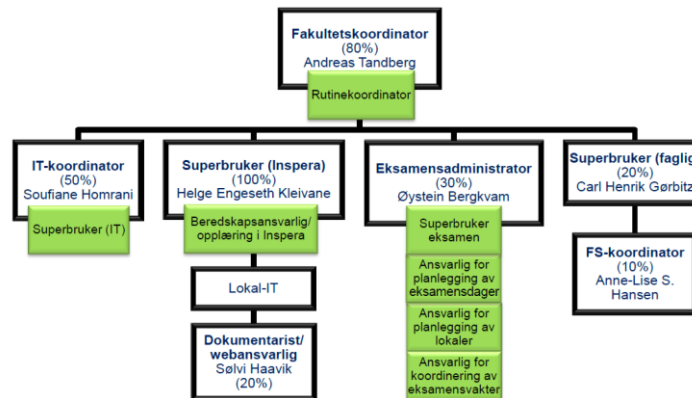 Fakultetskoordinator
(80%)
Andreas Tandberg
Rutinekoordinator
IT-koordinator
(50%)
Soufiane Homrani
Superbruker (IT)
Superbruker (Inspera)
(100%)
Helge Engeseth Kleivane
Beredskapsansvarlig/
opplæring i Inspera
Lokal-IT
Dokumentarist/
webansvarlig
Sølvi Haavik
(20%)
Eksamensadministrator
(30%)
Øystein Bergkvam
Superbruker
eksamen
Ansvarlig for
planlegging av
eksamensdager
Ansvarlig for
planlegging av
lokaler
Ansvarlig for
koordinering av
eksamensvakter
Superbruker (faglig)
(20%)
Carl Henrik Gørbitz
FS-koordinator
(10%)
Anne-Lise S.
Hansen